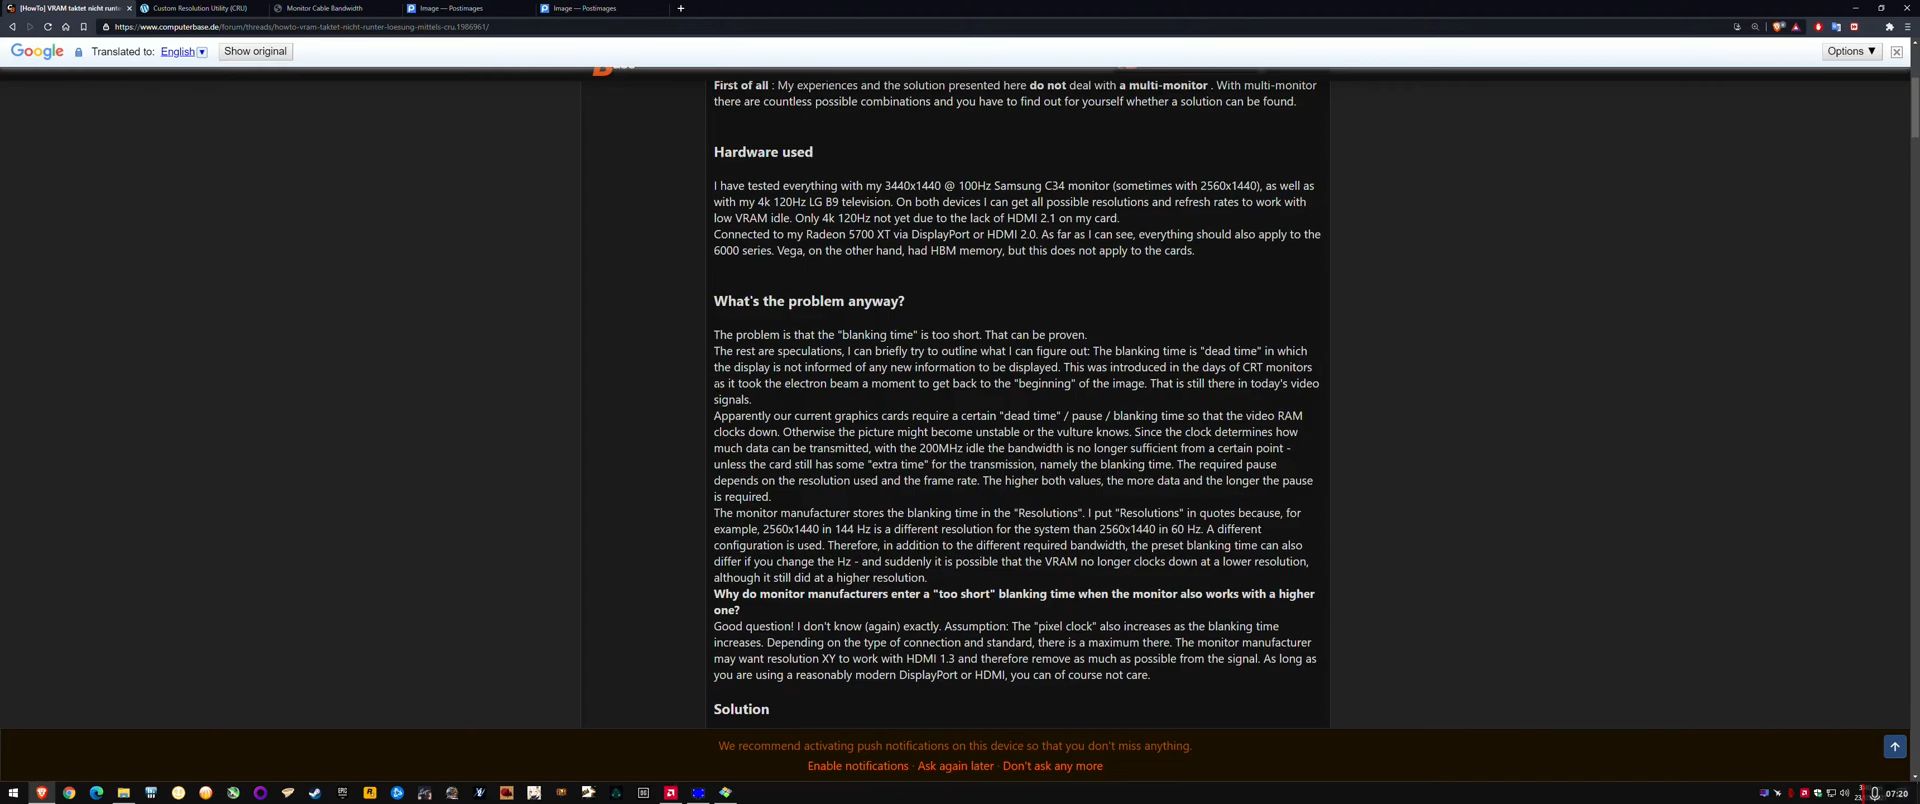 [HowTo] VRAM taktet nicht runter
Custom Resolution Utility (CRU)
Monitor Cable Bandwidth
Image — Postimages
Image — Postimages
https://www.computerbase.de/forum/threads/howto-vram-taktet-nicht-runter-loesung-mittels-cru.1986961/
Google Translated to: English Show original Options ▼
First of all : My experiences and the solution presented here do not deal with a multi-monitor . With multi-monitor
there are countless possible combinations and you have to find out for yourself whether a solution can be found.
Hardware used
I have tested everything with my 3440x1440 @ 100Hz Samsung C34 monitor (sometimes with 2560x1440), as well as
with my 4k 120Hz LG B9 television. On both devices I can get all possible resolutions and refresh rates to work with
low VRAM idle. Only 4k 120Hz not yet due to the lack of HDMI 2.1 on my card.
Connected to my Radeon 5700 XT via DisplayPort or HDMI 2.0. As far as I can see, everything should also apply to the
6000 series. Vega, on the other hand, had HBM memory, but this does not apply to the cards.
What's the problem anyway?
The problem is that the "blanking time" is too short. That can be proven.
The rest are speculations, I can briefly try to outline what I can figure out: The blanking time is "dead time" in which
the display is not informed of any new information to be displayed. This was introduced in the days of CRT monitors
as it took the electron beam a moment to get back to the "beginning" of the image. That is still there in today's video
signals.
Apparently our current graphics cards require a certain "dead time" / pause / blanking time so that the video RAM
clocks down. Otherwise the picture might become unstable or the vulture knows. Since the clock determines how
much data can be transmitted, with the 200MHz idle the bandwidth is no longer sufficient from a certain point -
unless the card still has some "extra time" for the transmission, namely the blanking time. The required pause
depends on the resolution used and the frame rate. The higher both values, the more data and the longer the pause
is required.
The monitor manufacturer stores the blanking time in the "Resolutions". I put "Resolutions" in quotes because, for
example, 2560x1440 in 144 Hz is a different resolution for the system than 2560x1440 in 60 Hz. A different
configuration is used. Therefore, in addition to the different required bandwidth, the preset blanking time can also
differ if you change the Hz - and suddenly it is possible that the VRAM no longer clocks down at a lower resolution,
although it still did at a higher resolution.
Why do monitor manufacturers enter a "too short" blanking time when the monitor also works with a higher
one?
Good question! I don't know (again) exactly. Assumption: The "pixel clock" also increases as the blanking time
increases. Depending on the type of connection and standard, there is a maximum there. The monitor manufacturer
may want resolution XY to work with HDMI 1.3 and therefore remove as much as possible from the signal. As long as
you are using a reasonably modern DisplayPort or HDMI, you can of course not care.
Solution
We recommend activating push notifications on this device so that you don't miss anything.
Enable notifications · Ask again later · Don't ask any more
07:20